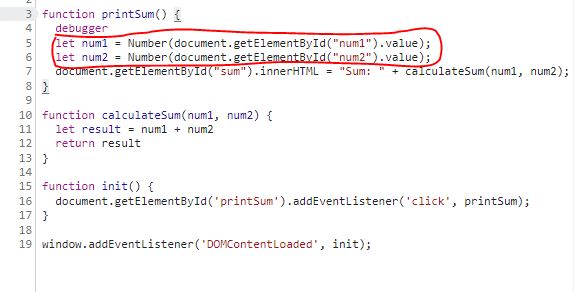 3 function printSum() {
4 debugger
5 let num1 = Number(document.getElementById("num1").value);
6 let num2 = Number(document.getElementById("num2").value);
7 document.getElementById("sum").innerHTML = "Sum: " + calculateSum(num1, num2);
8 }
9
10 function calculateSum(num1, num2) {
11 let result = num1 + num2
12 return result
13 }
14
15 function init() {
16 document.getElementById('printSum').addEventListener('click', printSum);
17 }
18
19 window.addEventListener('DOMContentLoaded', init);